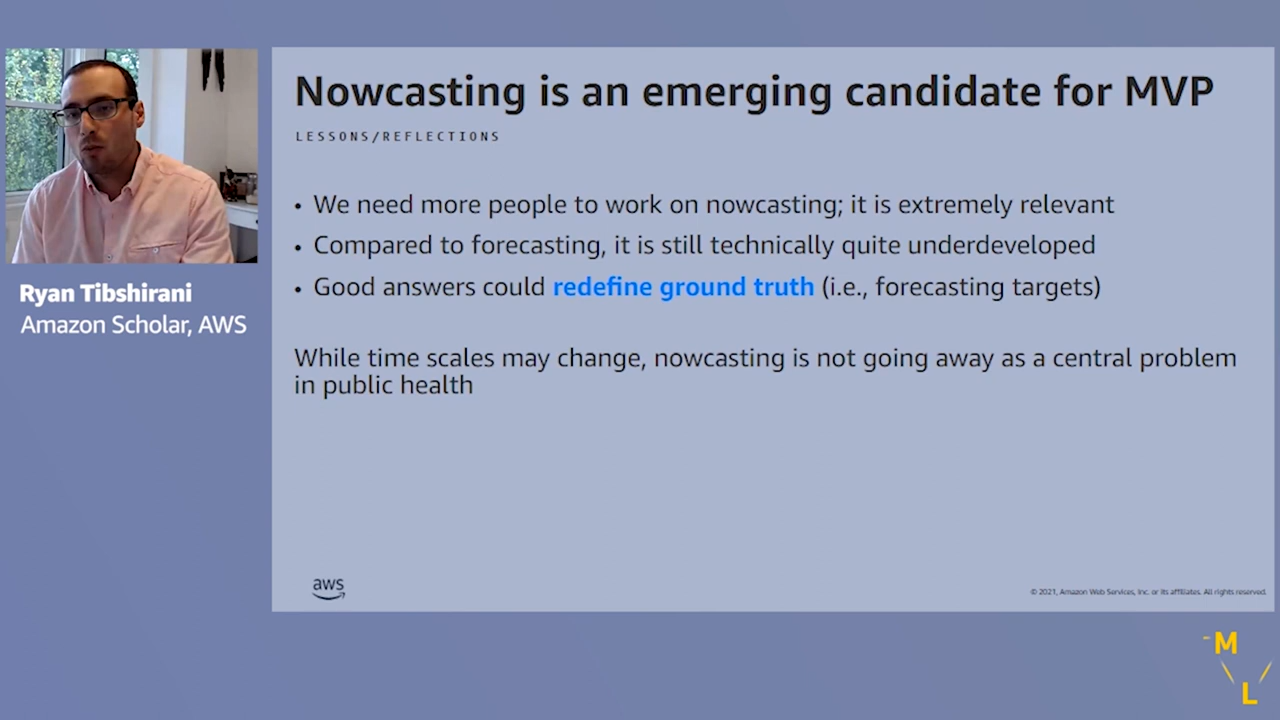 Nowcasting is an emerging candidate for MVP
LESSONS/REFLECTIONS
• We need more people to work on nowcasting; it is extremely relevant
• Compared to forecasting, it is still technically quite underdeveloped
• Good answers could redefine ground truth (i.e., forecasting targets)
While time scales may change, nowcasting is not going away as a central problem
in public health
Ryan Tibshirani
Amazon Scholar, AWS
aws
© 2021, Amazon Web Services, Inc. or its affiliates. All rights reserved.
M
L